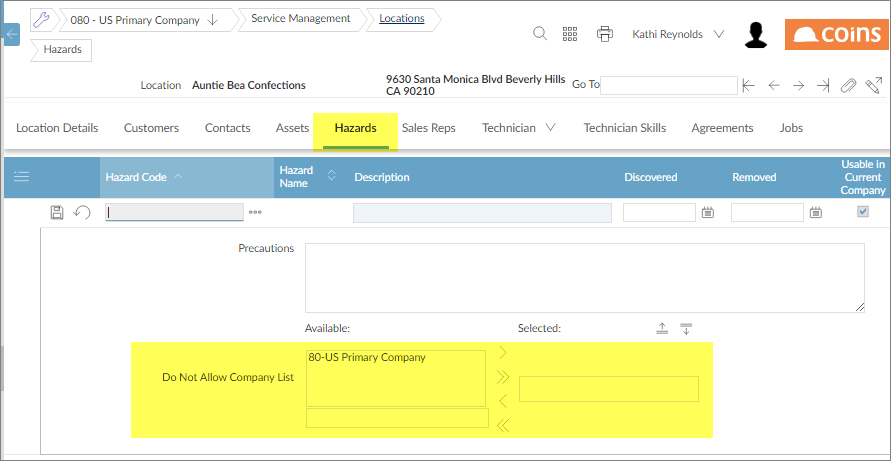 080 - US Primary Company
Service Management
Locations
Hazards
Kathi Reynolds
coins
Location
Auntie Bea Confections
9630 Santa Monica Blvd Beverly Hills
CA 90210
Go To
Location Details
Customers
Contacts
Assets
Hazards
Sales Reps
Technician
Technician Skills
Agreements
Jobs
Hazard Code
Hazard
Name
Description
Discovered
Removed
Usable in
Current
Company
Precautions
Available:
Selected:
Do Not Allow Company List
80-US Primary Company